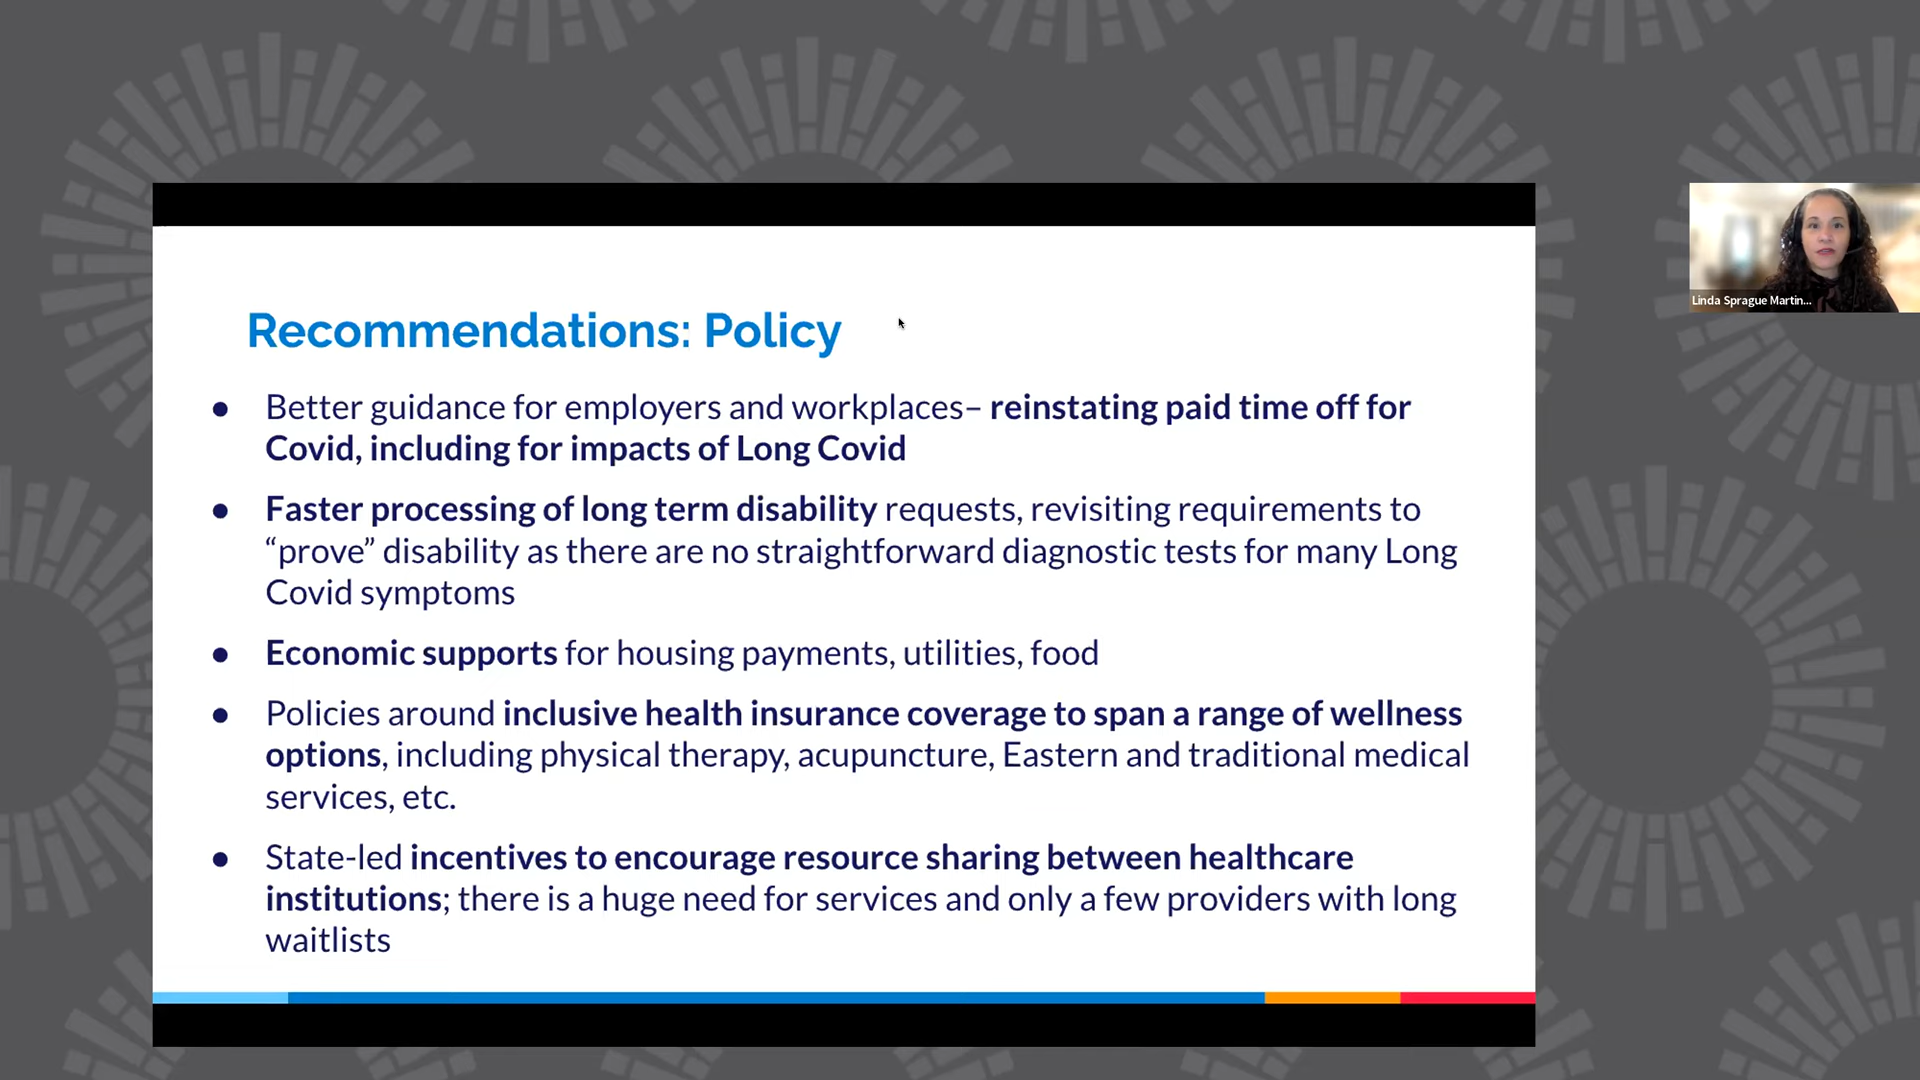 Recommendations: Policy
● Better guidance for employers and workplaces– reinstating paid time off for
Covid, including for impacts of Long Covid
● Faster processing of long term disability requests, revisiting requirements to
“prove” disability as there are no straightforward diagnostic tests for many Long
Covid symptoms
● Economic supports for housing payments, utilities, food
● Policies around inclusive health insurance coverage to span a range of wellness
options, including physical therapy, acupuncture, Eastern and traditional medical
services, etc.
● State-led incentives to encourage resource sharing between healthcare
institutions; there is a huge need for services and only a few providers with long
waitlists
Linda Sprague Martin...